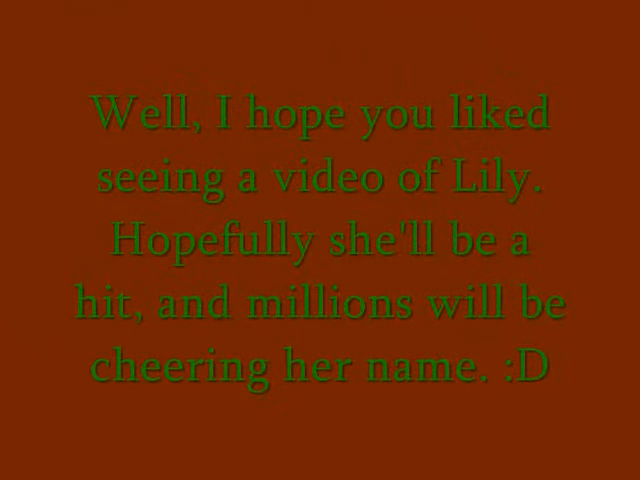 Well, I hope you liked
seeing a video of Lily.
Hopefully she'll be a
hit, and millions will be
cheering her name. :D